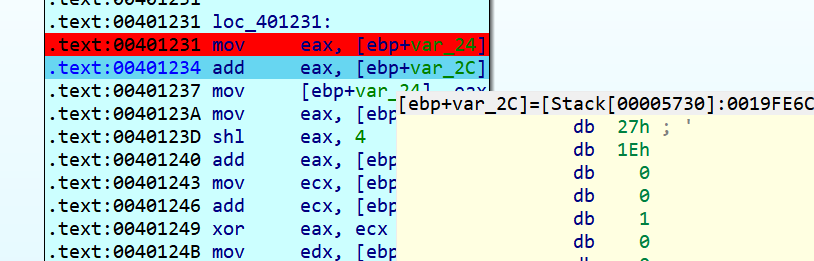 .text:00401231
.text:00401231 loc_401231:
.text:00401231 mov eax, [ebp+var_24]
.text:00401234 add eax, [ebp+var_2C]
.text:00401237 mov [ebp+var_24], eax
.text:0040123A mov eax, [ebp
.text:0040123D shl eax, 4
.text:00401240 add eax, [ebp
.text:00401243 mov ecx, [ebp
.text:00401246 add ecx, [ebp
.text:00401249 xor eax, ecx
.text:0040124B mov edx, [ebp
[ebp+var_2C]=[Stack[00005730]:0019FE6C
db 27h ; '
db 1Eh
db 0
db 0
db 1
db 0
db